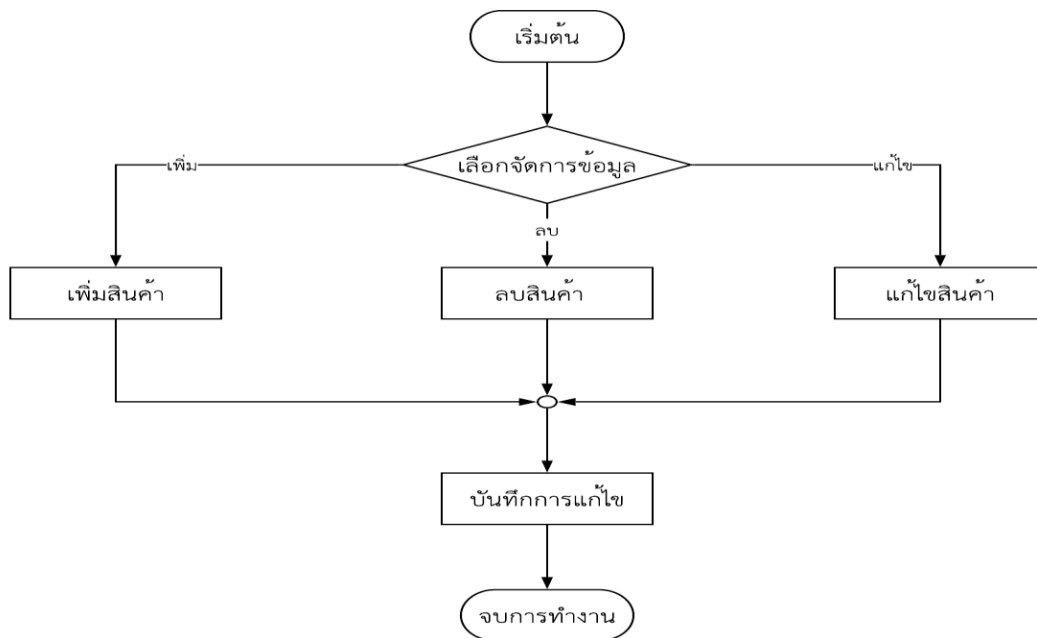 เริ่มต้น
เลือกจัดการข้อมูล
เพิ่ม
แก้ไข
ลบ
เพิ่มสินค้า
ลบสินค้า
แก้ไขสินค้า
บันทึกการแก้ไข
จบการทำงาน